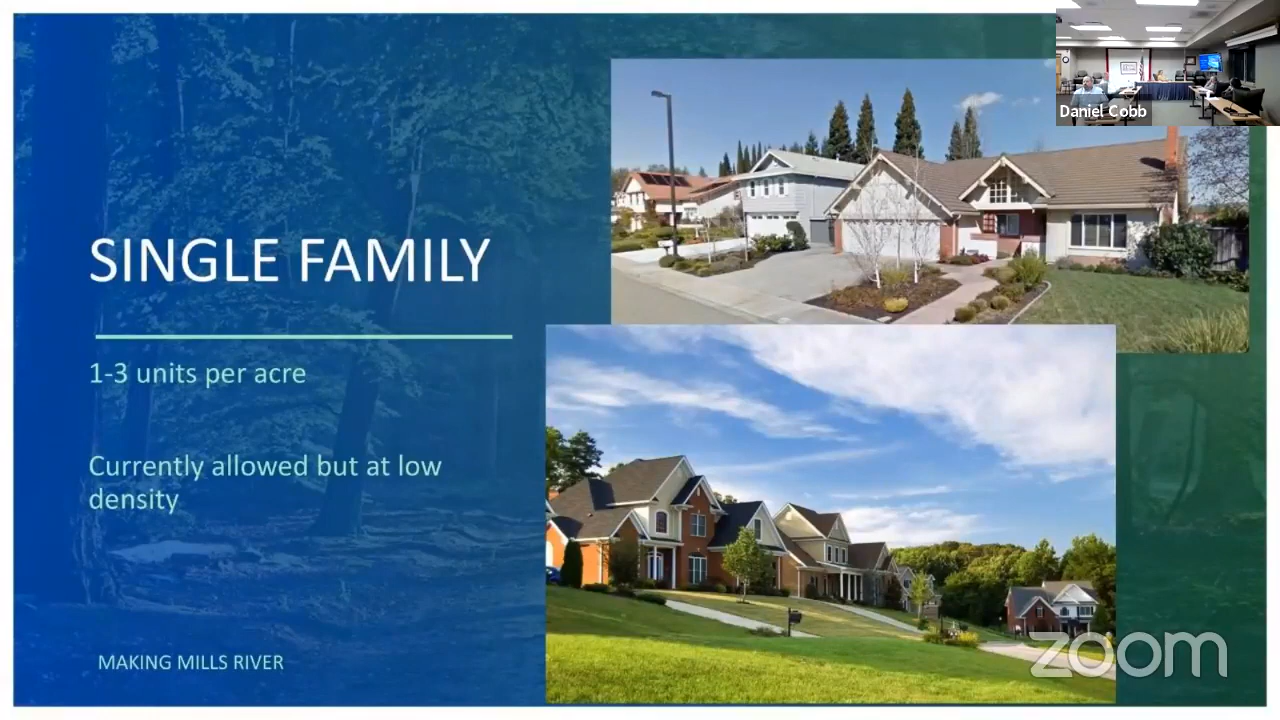 Daniel Cobb
SINGLE FAMILY
1-3 units per acre
Currently allowed but at low
density
MAKING MILLS RIVER
zoom